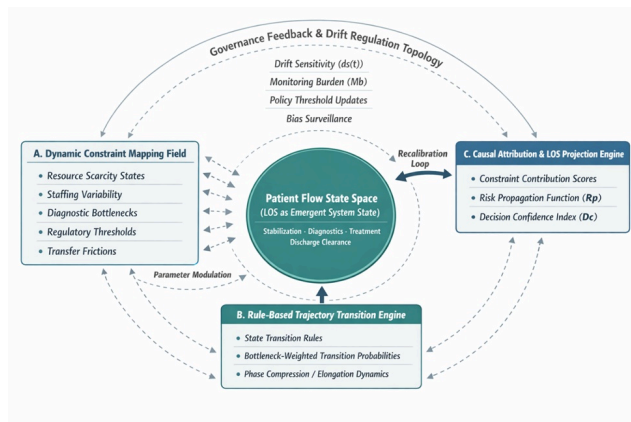 Governance Feedback & Drift Regulation Topology
Drift Sensitivity (ds(t))
Monitoring Burden (Mb)
Policy Threshold Updates
Bias Surveillance
A. Dynamic Constraint Mapping Field
• Resource Scarcity States
• Staffing Variability
• Diagnostic Bottlenecks
• Regulatory Thresholds
• Transfer Frictions
Patient Flow State Space
(LOS as Emergent System State)
Stabilization · Diagnostics · Treatment
Discharge Clearance
Recalibration
Loop
C. Causal Attribution & LOS Projection Engine
• Constraint Contribution Scores
• Risk Propagation Function (Rp)
• Decision Confidence Index (Dc)
Parameter Modulation
B. Rule-Based Trajectory Transition Engine
• State Transition Rules
• Bottleneck-Weighted Transition Probabilities
• Phase Compression / Elongation Dynamics